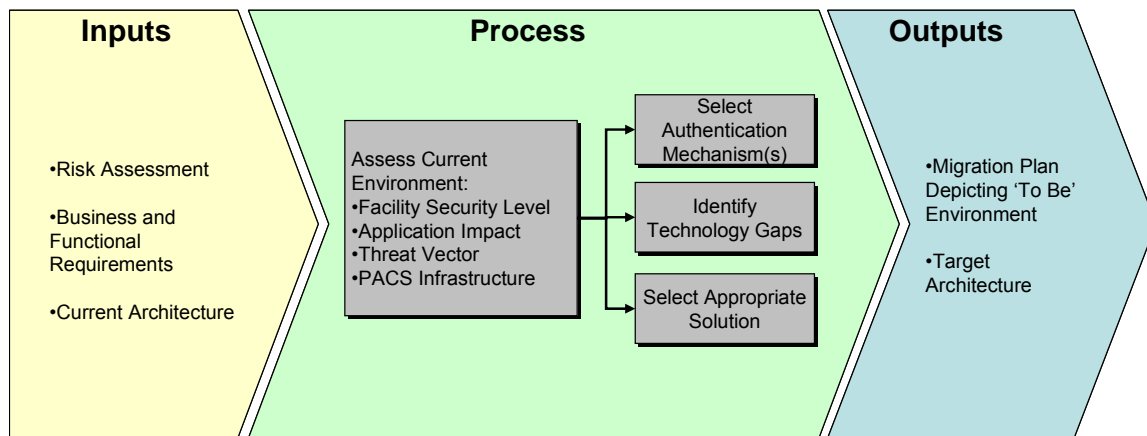 Inputs
•Risk Assessment
•Business and
Functional
Requirements
•Current Architecture
Process
Assess Current
Environment:
•Facility Security Level
•Application Impact
•Threat Vector
•PACS Infrastructure
Select
Authentication
Mechanism(s)
Identify
Technology Gaps
Select Appropriate
Solution
Outputs
•Migration Plan
Depicting ‘To Be’
Environment
•Target
Architecture